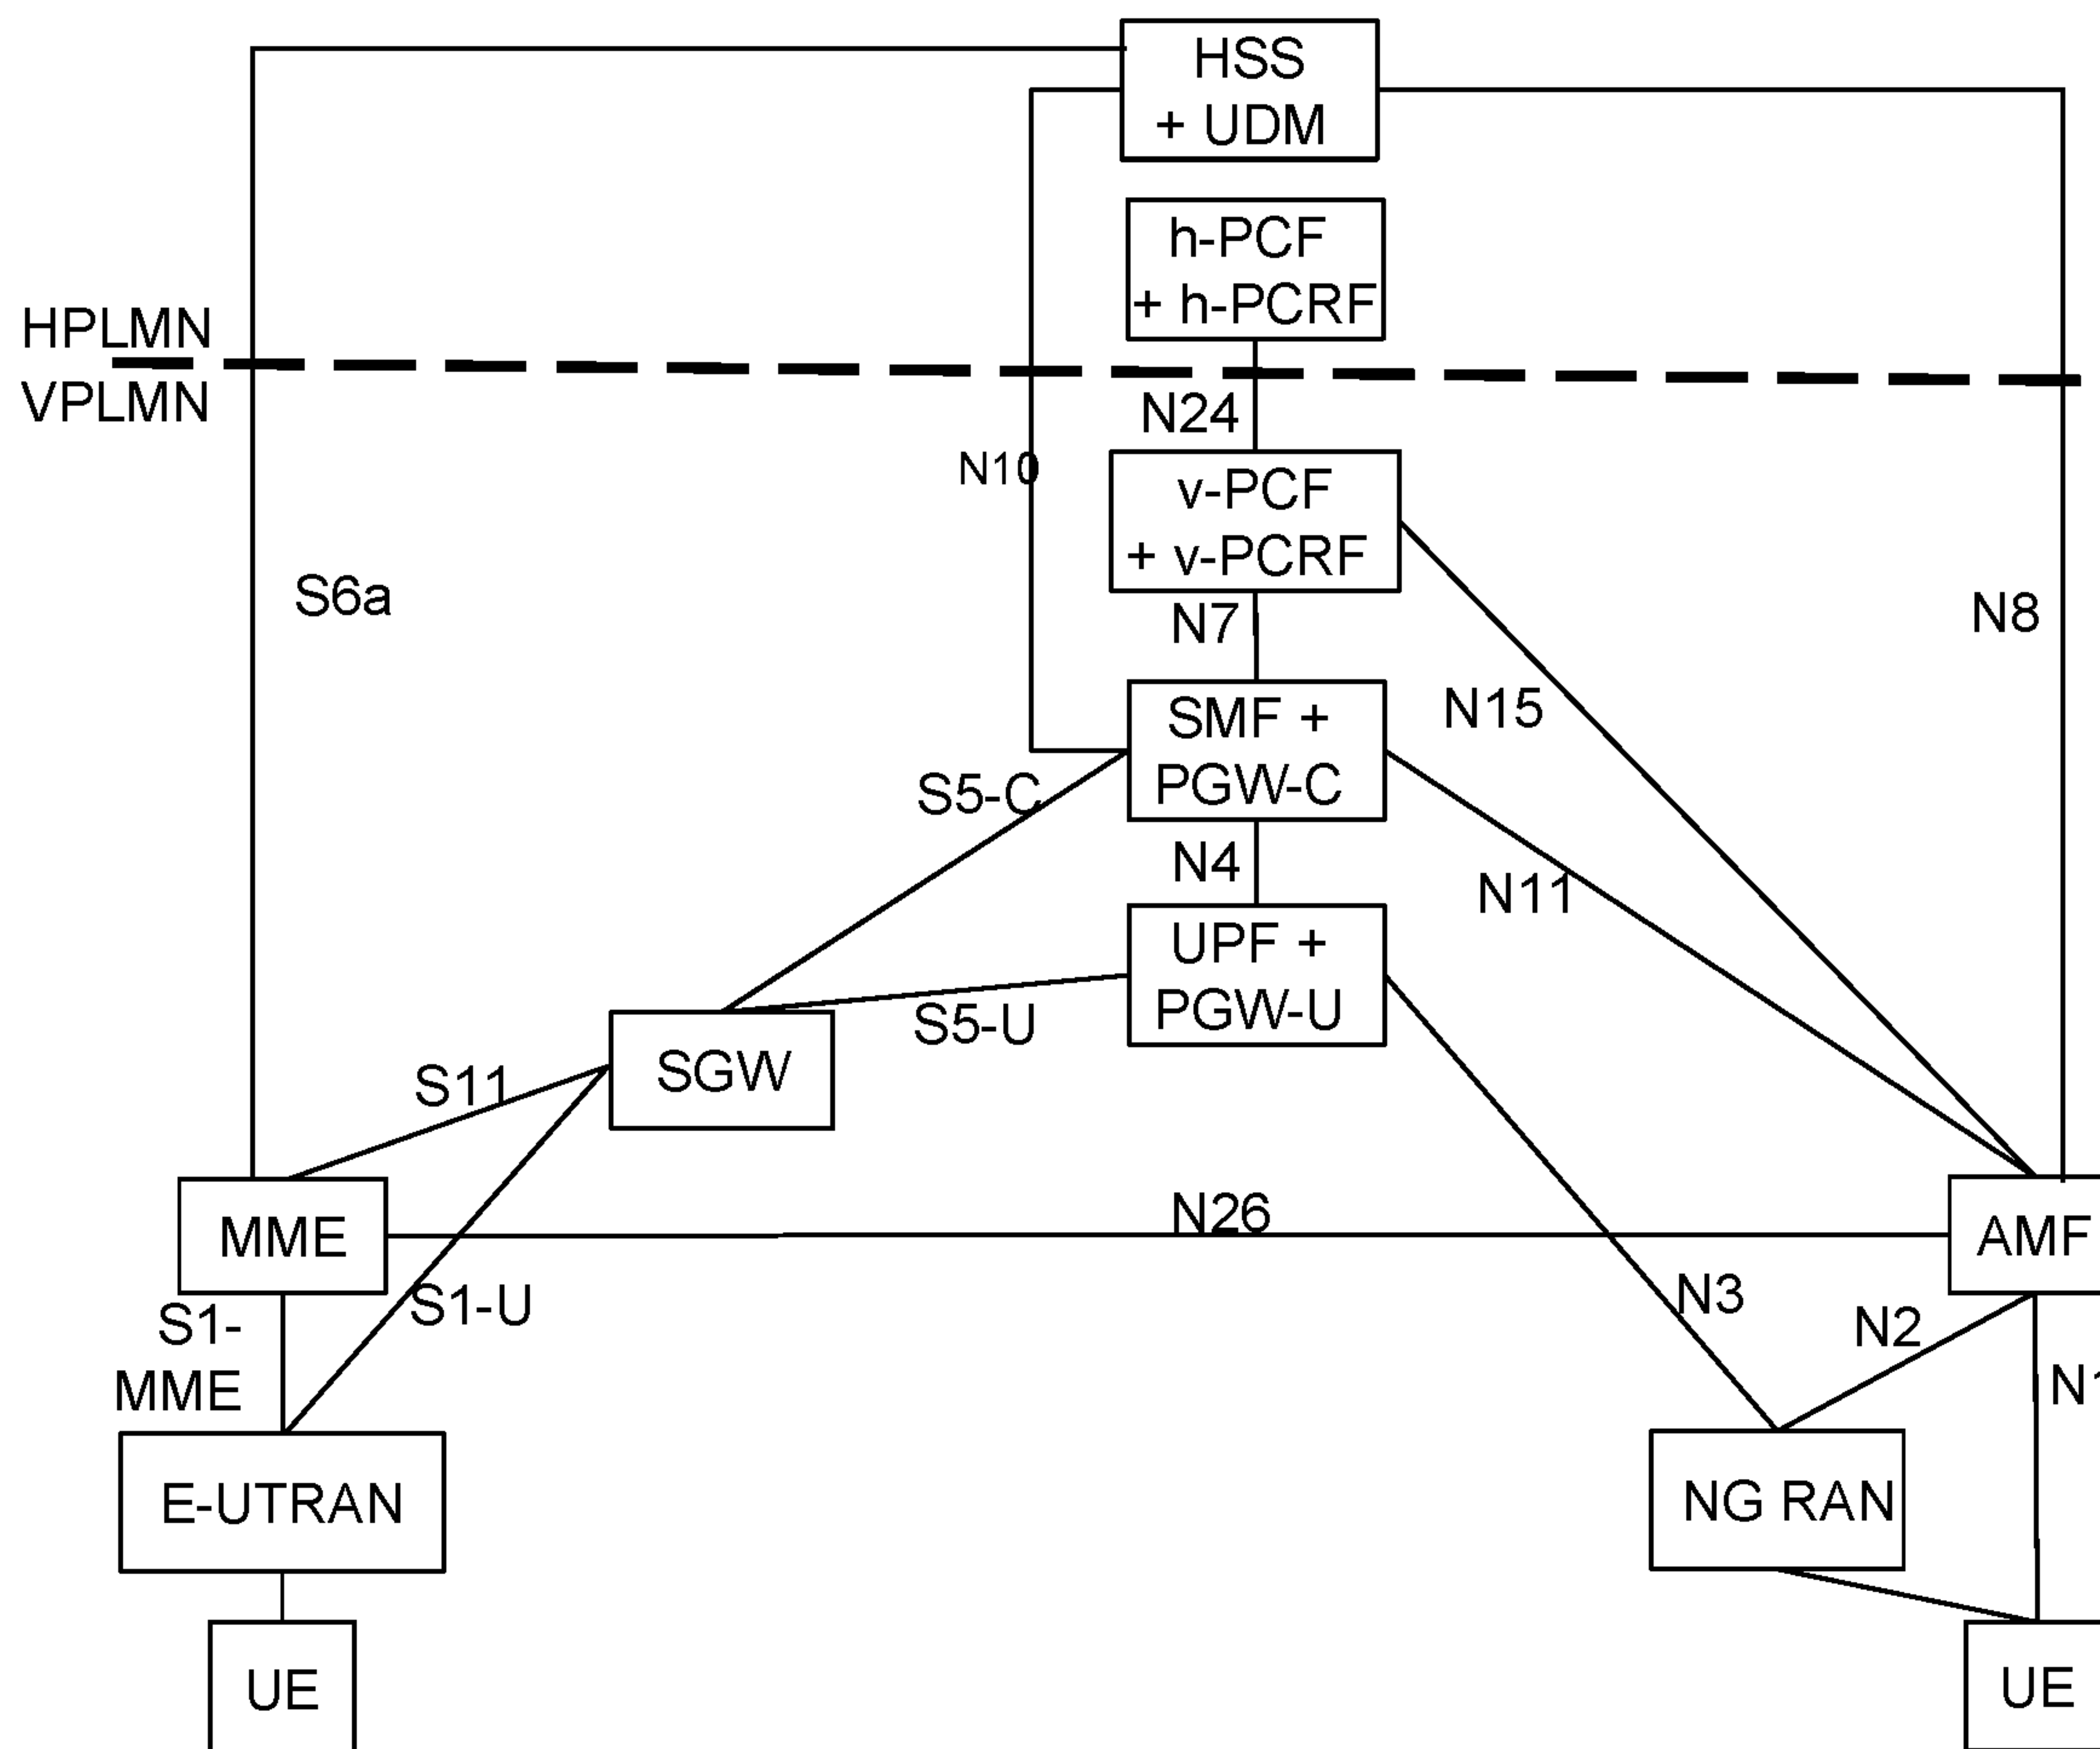 HSS
+ UDM
h-PCF
+ h-PCRF
HPLMN
VPLMN
N24
N10
v-PCF
+ v-PCRF
S6a
N8
N7
SMF +
PGW-C
N15
S5-C
N4
N11
UPF +
PGW-U
S5-U
SGW
S11
N26
MME
AMF
S1-
MME
S1-U
N3
N2
N1
E-UTRAN
NG RAN
UE
UE